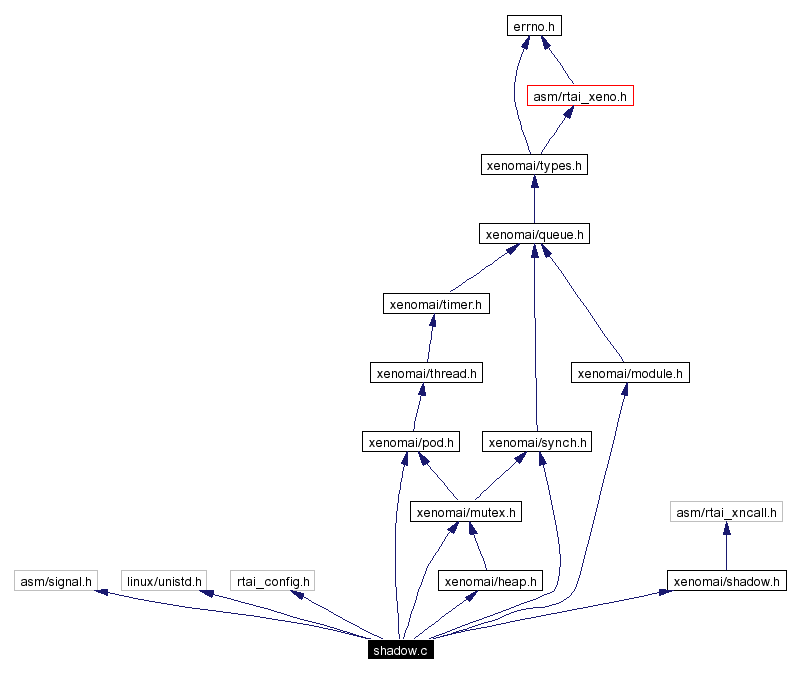 errno.h
asm/rtai_xeno.h
xenomai/types.h
xenomai/queue.h
xenomai/timer.h
xenomai/thread.h
xenomai/module.h
xenomai/pod.h
xenomai/synch.h
xenomai/mutex.h
asm/rtai_xncall.h
asm/signal.h
linux/unistd.h
rtai_config.h
xenomai/heap.h
xenomai/shadow.h
shadow.c